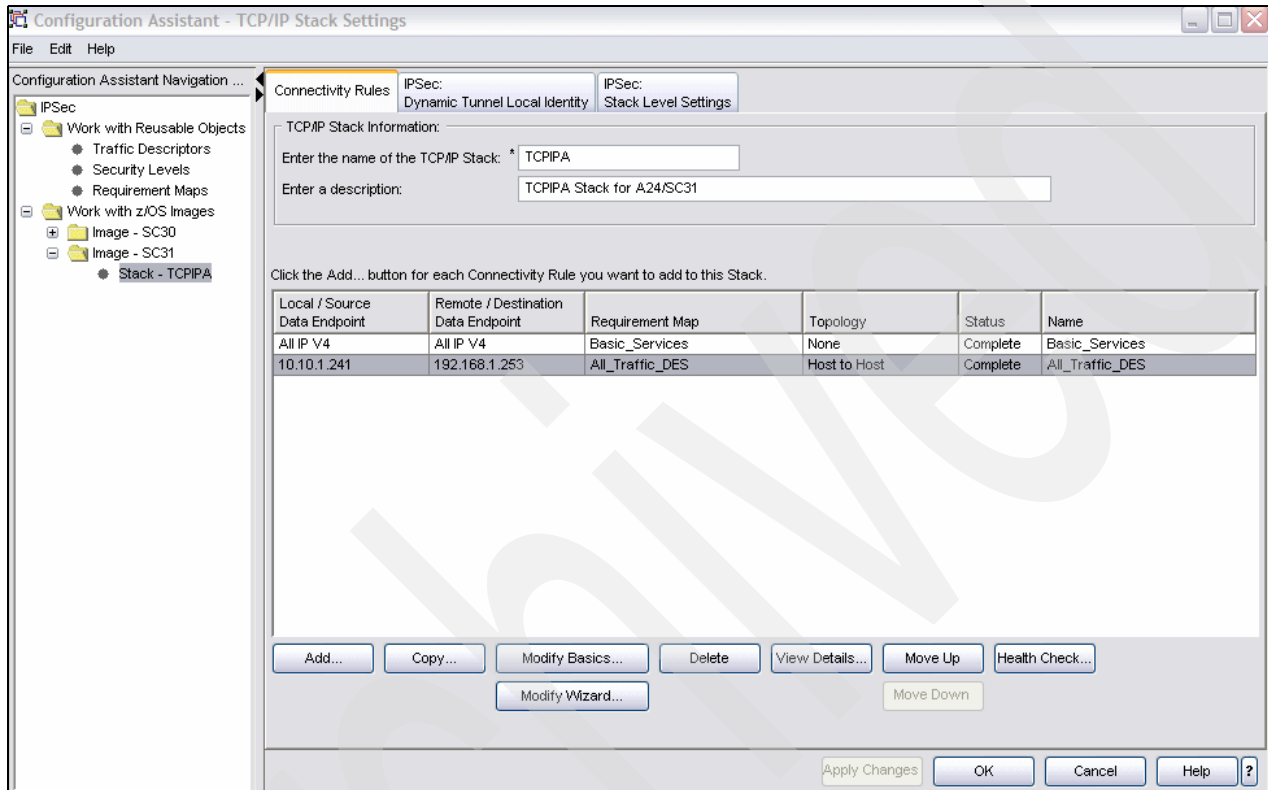 Configuration Assistant - TCP/IP Stack Settings
File Edit Help
Configuration Assistant Navigation ...
IPSec
Work with Reusable Objects
Traffic Descriptors
Security Levels
Requirement Maps
Work with z/OS Images
Image - SC30
Image - SC31
Stack - TCPIPA
Connectivity Rules
IPSec:
Dynamic Tunnel Local Identity
IPSec:
Stack Level Settings
TCP/IP Stack Information:
Enter the name of the TCP/IP Stack: * TCPIPA
Enter a description: TCPIPA Stack for A24/SC31
Click the Add... button for each Connectivity Rule you want to add to this Stack.
Local / Source Data Endpoint Remote / Destination Data Endpoint Requirement Map Topology Status Name
All IP V4 All IP V4 Basic_Services None Complete Basic_Services
10.10.1.241 192.168.1.253 All_Traffic_DES Host to Host Complete All_Traffic_DES
Add... Copy... Modify Basics... Delete View Details... Move Up Health Check...
Modify Wizard... Move Down
Apply Changes OK Cancel Help ?